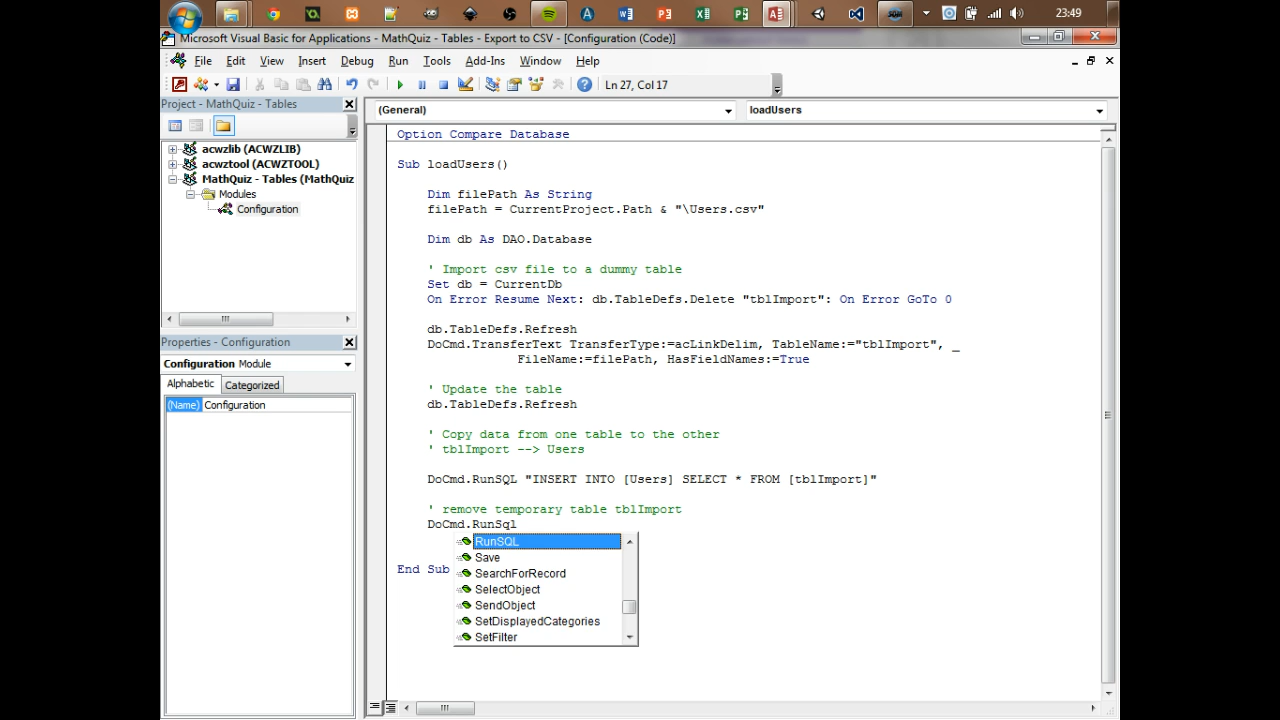 23:49
Microsoft Visual Basic for Applications - MathQuiz - Tables - Export to CSV - [Configuration (Code)]
File Edit View Insert Format Debug Run Tools Add-Ins Window Help
Ln 27, Col 17
Project - MathQuiz - Tables
(General)
loadUsers
acwzlib (ACWZLIB)
acwztool (ACWZTOOL)
MathQuiz - Tables (MathQuiz
Modules
Configuration
Properties - Configuration
Configuration Module
Alphabetic Categorized
(Name) Configuration
Option Compare Database
Sub loadUsers()
Dim filePath As String
filePath = CurrentProject.Path & "\Users.csv"
Dim db As DAO.Database
' Import csv file to a dummy table
Set db = CurrentDb
On Error Resume Next: db.TableDefs.Delete "tblImport": On Error GoTo 0
db.TableDefs.Refresh
DoCmd.TransferText TransferType:=acLinkDelim, TableName:="tblImport", _
FileName:=filePath, HasFieldNames:=True
' Update the table
db.TableDefs.Refresh
' Copy data from one table to the other
' tblImport --> Users
DoCmd.RunSQL "INSERT INTO [Users] SELECT * FROM [tblImport]"
' remove temporary table tblImport
DoCmd.RunSql
RunSQL
Save
SearchForRecord
SelectObject
SendObject
SetDisplayedCategories
SetFilter
End Sub